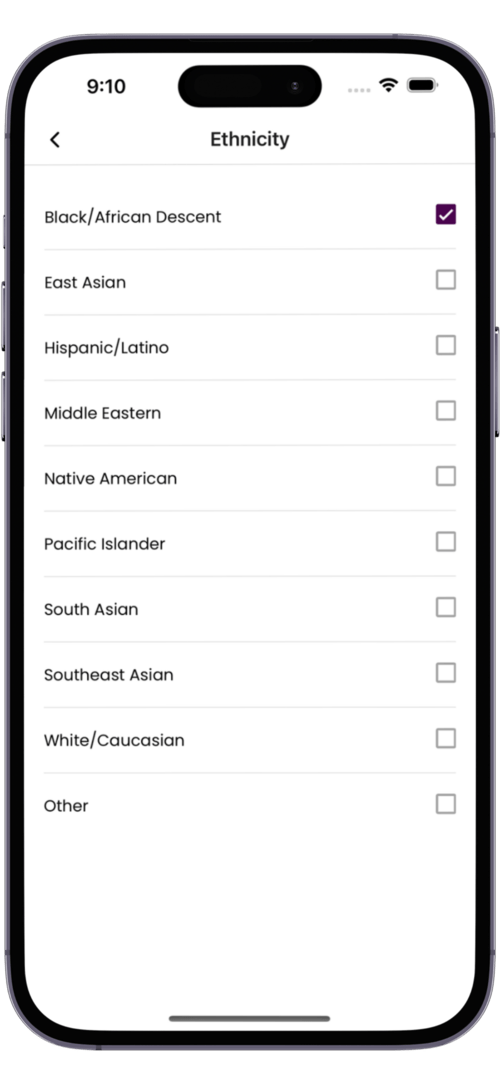 9:10
Ethnicity
Black/African Descent
East Asian
Hispanic/Latino
Middle Eastern
Native American
Pacific Islander
South Asian
Southeast Asian
White/Caucasian
Other